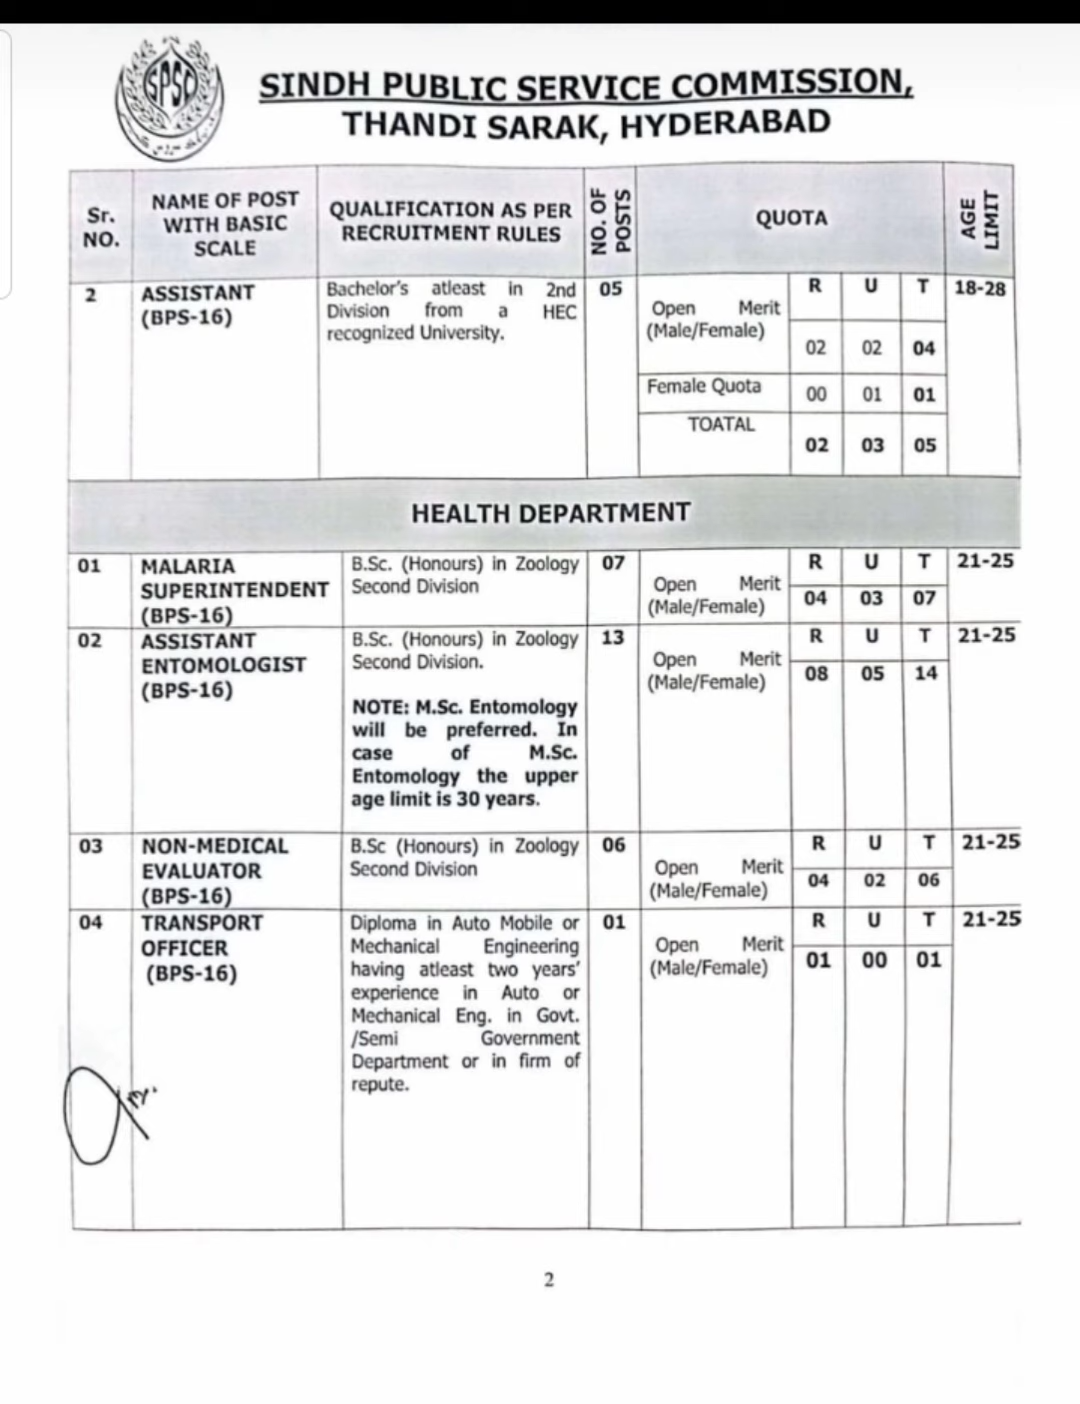 SPSC
SINDH PUBLIC SERVICE COMMISSION,
THANDI SARAK, HYDERABAD
Sr. NO.
NAME OF POST WITH BASIC SCALE
QUALIFICATION AS PER RECRUITMENT RULES
NO. OF POSTS
QUOTA
AGE LIMIT
2
ASSISTANT
(BPS-16)
Bachelor's atleast in 2nd
Division from a HEC
recognized University.
05
Open Merit
(Male/Female)
R U T
02 02 04
Female Quota 00 01 01
TOATAL
02 03 05
18-28
HEALTH DEPARTMENT
01
MALARIA
SUPERINTENDENT
(BPS-16)
B.Sc. (Honours) in Zoology
Second Division
07
Open Merit
(Male/Female)
R U T
04 03 07
21-25
02
ASSISTANT
ENTOMOLOGIST
(BPS-16)
B.Sc. (Honours) in Zoology
Second Division.
NOTE: M.Sc. Entomology
will be preferred. In
case of M.Sc.
Entomology the upper
age limit is 30 years.
13
Open Merit
(Male/Female)
R U T
08 05 14
21-25
03
NON-MEDICAL
EVALUATOR
(BPS-16)
B.Sc (Honours) in Zoology
Second Division
06
Open Merit
(Male/Female)
R U T
04 02 06
21-25
04
TRANSPORT
OFFICER
(BPS-16)
Diploma in Auto Mobile or
Mechanical Engineering
having atleast two years'
experience in Auto or
Mechanical Eng. in Govt.
/Semi Government
Department or in firm of
repute.
01
Open Merit
(Male/Female)
R U T
01 00 01
21-25
2